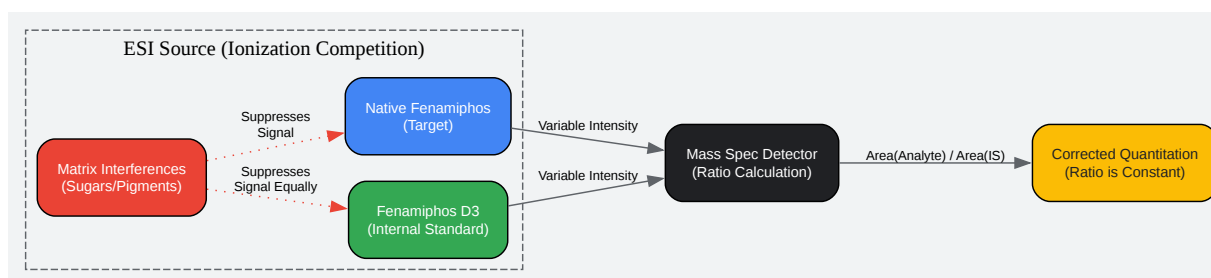 ESI Source (Ionization Competition)
Matrix Interferences
(Sugars/Pigments)
Suppresses
Signal
Suppresses
Signal Equally
Native Fenamiphos
(Target)
Fenamiphos D3
(Internal Standard)
Variable Intensity
Variable Intensity
Mass Spec Detector
(Ratio Calculation)
Area(Analyte) / Area(IS)
Corrected Quantitation
(Ratio is Constant)